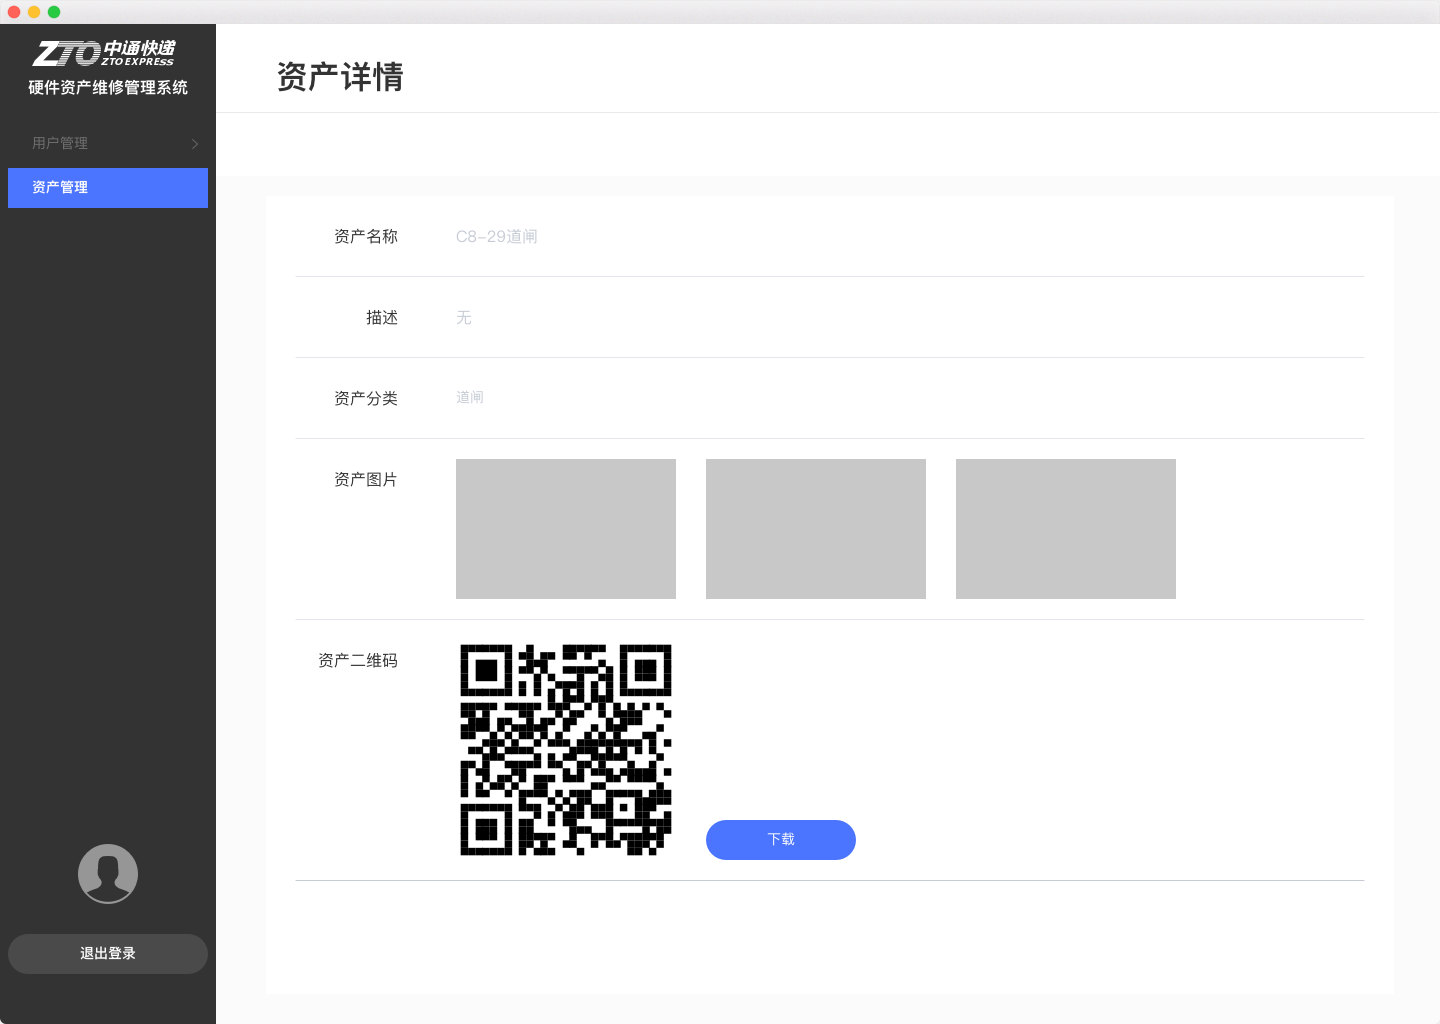 ZTO 中通快递
ZTO EXPRESS
硬件资产维修管理系统
用户管理
资产管理
退出登录
资产详情
资产名称 C8-29道闸
描述 无
资产分类 道闸
资产图片
资产二维码
下载